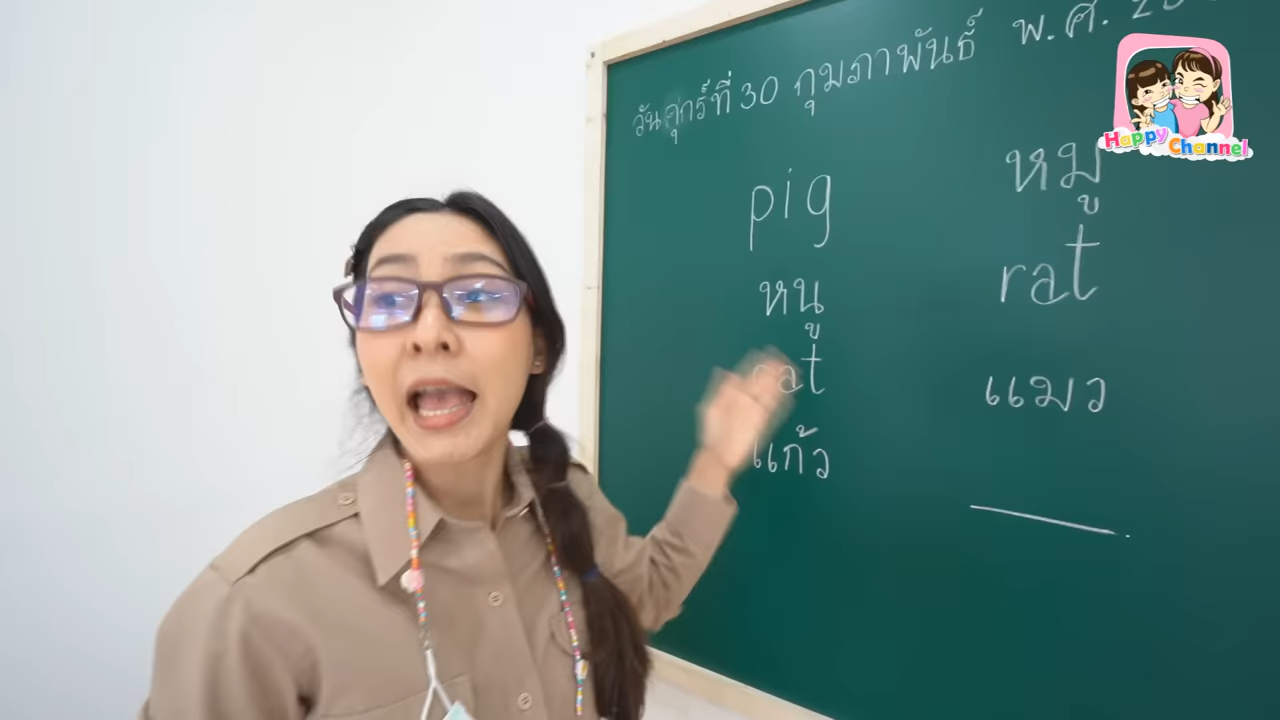 วันศุกร์ที่ 30 กุมภาพันธ์ พ.ศ.
Happy Channel
pig หมู
หนู rat
cat แมว
แก้ว